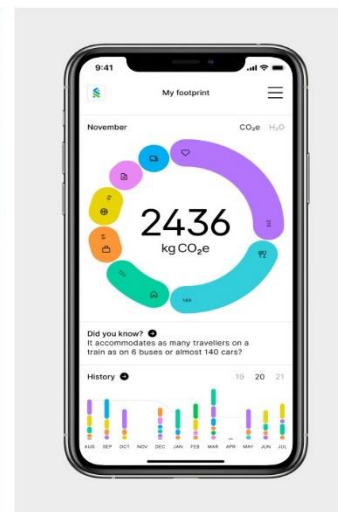 9:41
My footprint
November CO₂e H₂O
2436
kg CO₂e
Did you know?
It accommodates as many travellers on a
train as on 6 buses or almost 140 cars?
History 19 20 21
AUG SEP OCT NOV DEC JAN FEB MAR APR MAY JUN JUL